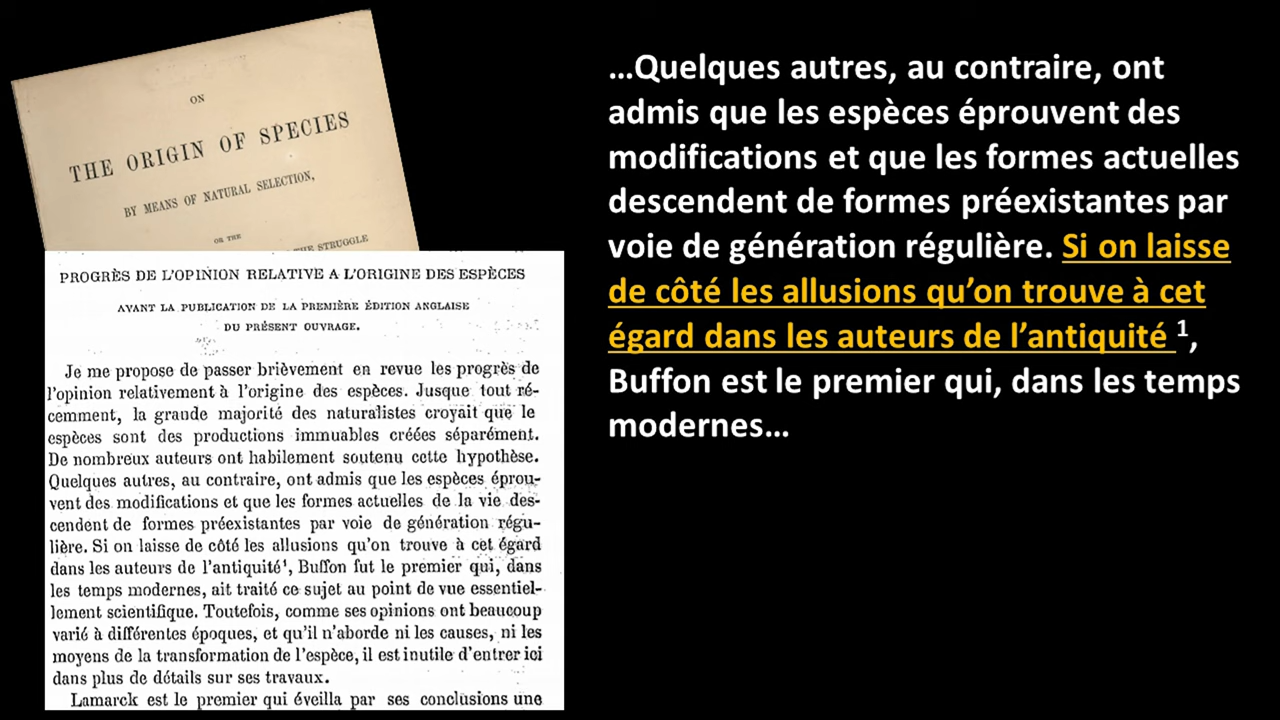 ON
THE ORIGIN OF SPECIES
BY MEANS OF NATURAL SELECTION,
OR THE
THE STRUGGLE
PROGRÈS DE L'OPINION RELATIVE A L'ORIGINE DES ESPÈCES
AVANT LA PUBLICATION DE LA PREMIÈRE ÉDITION ANGLAISE
DU PRÉSENT OUVRAGE.
Je me propose de passer brièvement en revue les progrès de
l'opinion relativement à l'origine des espèces. Jusque tout ré-
cemment, la grande majorité des naturalistes croyait que le
espèces sont des productions immuables créées séparément.
De nombreux auteurs ont habilement soutenu cette hypothèse.
Quelques autres, au contraire, ont admis que les espèces éprou-
vent des modifications et que les formes actuelles de la vie des-
cendent de formes préexistantes par voie de génération régu-
lière. Si on laisse de côté les allusions qu'on trouve à cet égard
dans les auteurs de l'antiquité¹, Buffon fut le premier qui, dans
les temps modernes, ait traité ce sujet au point de vue essentiel-
lement scientifique. Toutefois, comme ses opinions ont beaucoup
varié à différentes époques, et qu'il n'aborde ni les causes, ni les
moyens de la transformation de l'espèce, il est inutile d'entrer ici
dans plus de détails sur ses travaux.
Lamarck est le premier qui éveilla par ses conclusions une
…Quelques autres, au contraire, ont
admis que les espèces éprouvent des
modifications et que les formes actuelles
descendent de formes préexistantes par
voie de génération régulière. Si on laisse
de côté les allusions qu'on trouve à cet
égard dans les auteurs de l'antiquité ¹,
Buffon est le premier qui, dans les temps
modernes…